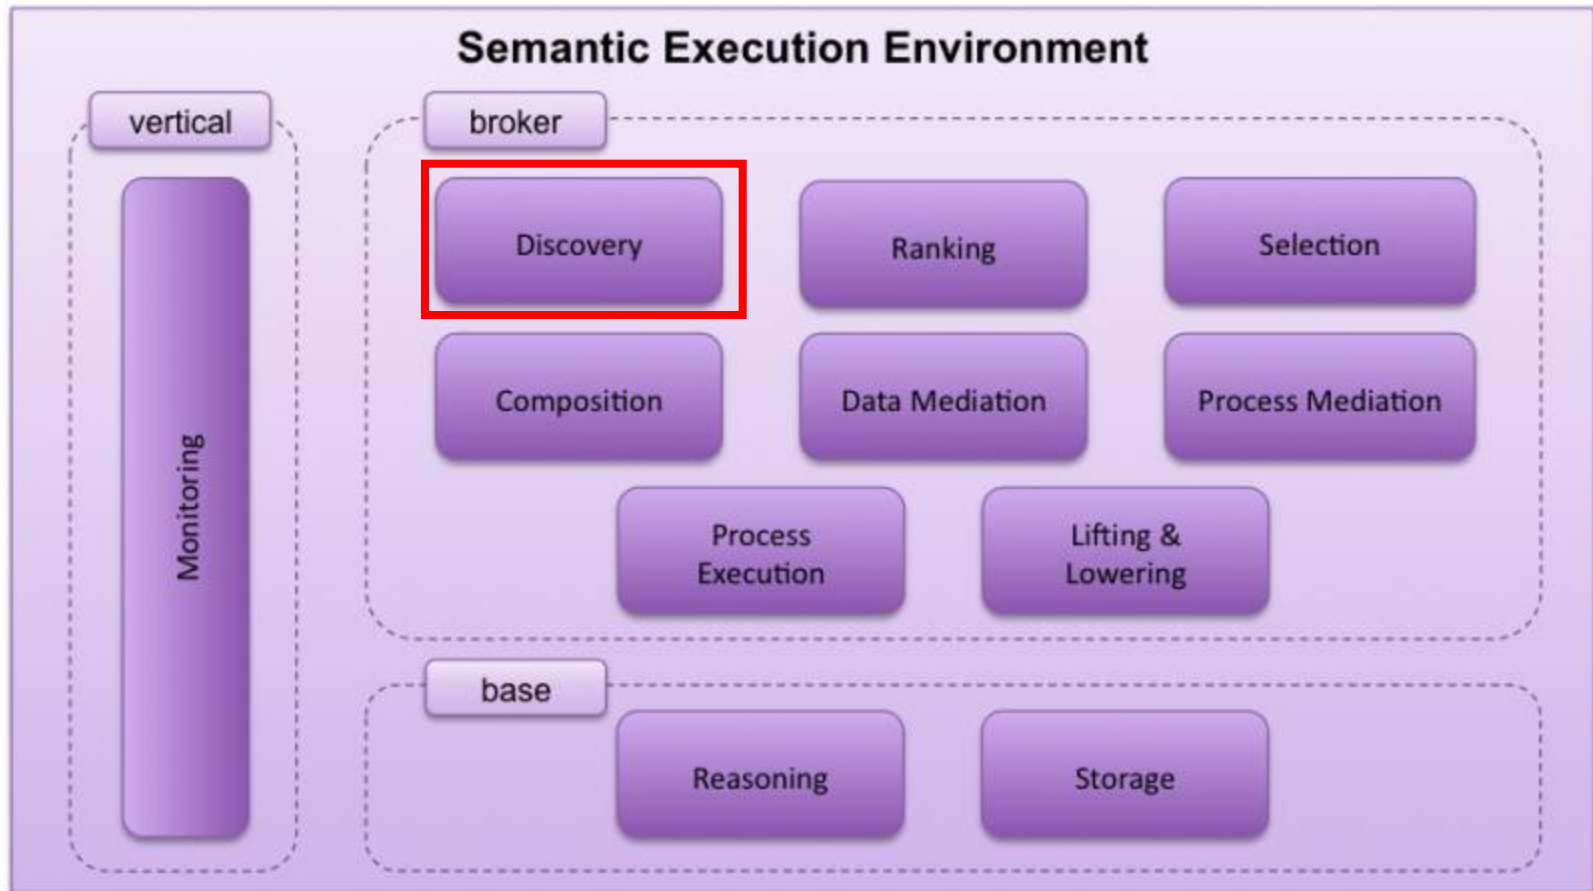 Semantic Execution Environment
vertical
broker
Monitoring
Discovery
Ranking
Selection
Composition
Data Mediation
Process Mediation
Process
Execution
Lifting &
Lowering
base
Reasoning
Storage